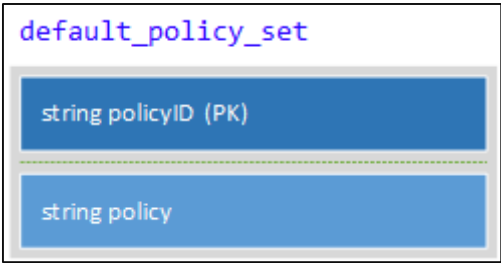 default_policy_set
string policyID (PK)
string policy